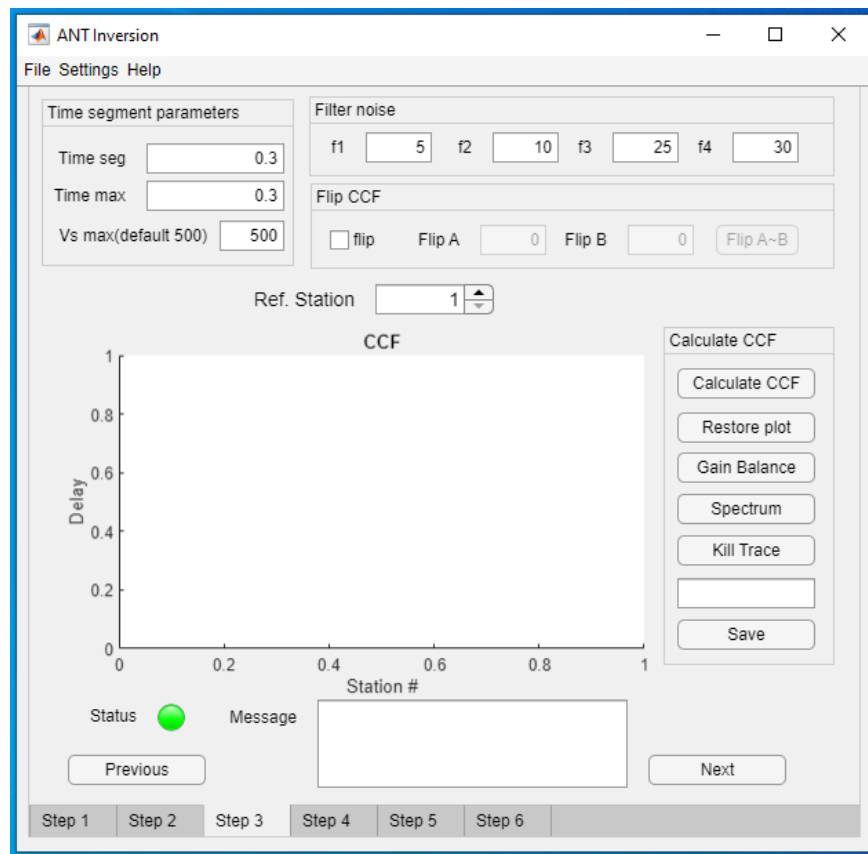 ANT Inversion
File Settings Help
Time segment parameters
Time seg 0.3
Time max 0.3
Vs max(default 500) 500
Filter noise
f1 5 f2 10 f3 25 f4 30
Flip CCF
flip Flip A 0 Flip B 0 Flip A~B
Ref. Station 1
CCF
1
0.8
0.6
0.4
0.2
0
Delay
0 0.2 0.4 0.6 0.8 1
Station #
Calculate CCF
Calculate CCF
Restore plot
Gain Balance
Spectrum
Kill Trace
Save
Status Message
Previous Next
Step 1 Step 2 Step 3 Step 4 Step 5 Step 6